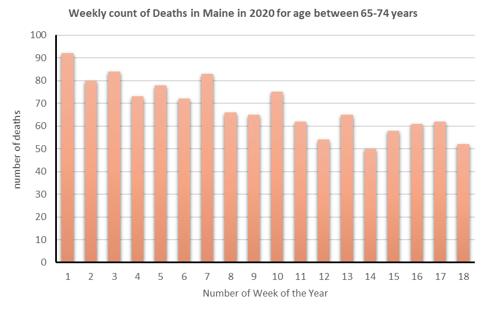 Weekly count of Deaths in Maine in 2020 for age between 65-74 years
100
90
80
70
60
50
40
30
20
10
0
number of deaths
1 2 3 4 5 6 7 8 9 10 11 12 13 14 15 16 17 18
Number of Week of the Year